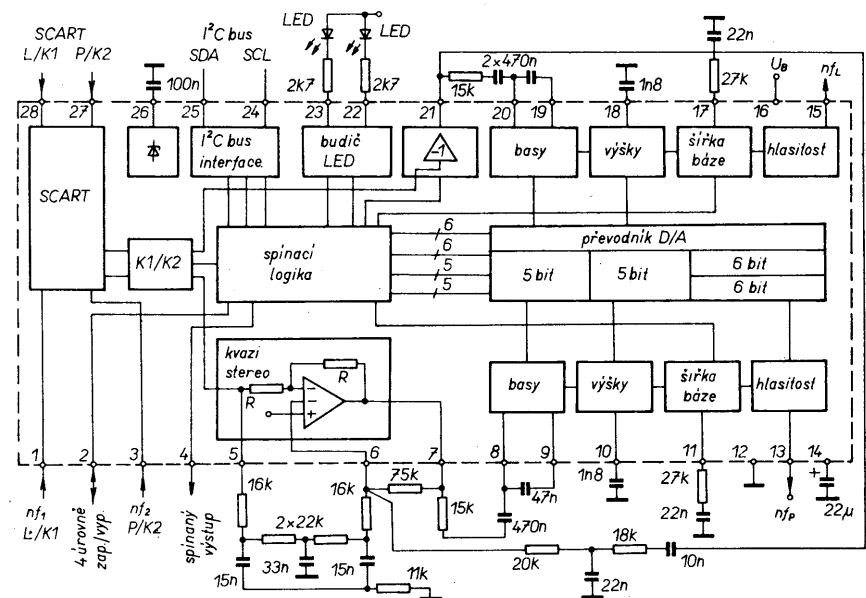 SCART
L/K1 P/K2
I²C bus
SDA SCL
LED
LED
2k7
2k7
100n
15k
2×470n
1n8
22n
27k
U_B
nf_L
28 27 26 25 24 23 22 21 20 19 18 17 16 15
SCART
I²C bus
interface
budič
LED
-1
basy
výšky
šířka
báze
hlasitost
K1/K2
spínací
logika
6
6
5
5
převodník D/A
5 bit
5 bit
6 bit
6 bit
kvazi
stereo
R
R
−
−
+
basy
výšky
šířka
báze
hlasitost
1 2 3 4 5 6 7 8 9 10 11 12 13 14
nf₁
L/K1
4 úrovně
zap./vyp.
nf₂
P/K2
spínaný
výstup
16k
16k
75k
15k
47n
470n
1n8
27k
22n
nf_P
+
22µ
2×22k
15n
33n
15n
11k
20k
18k
22n
10n